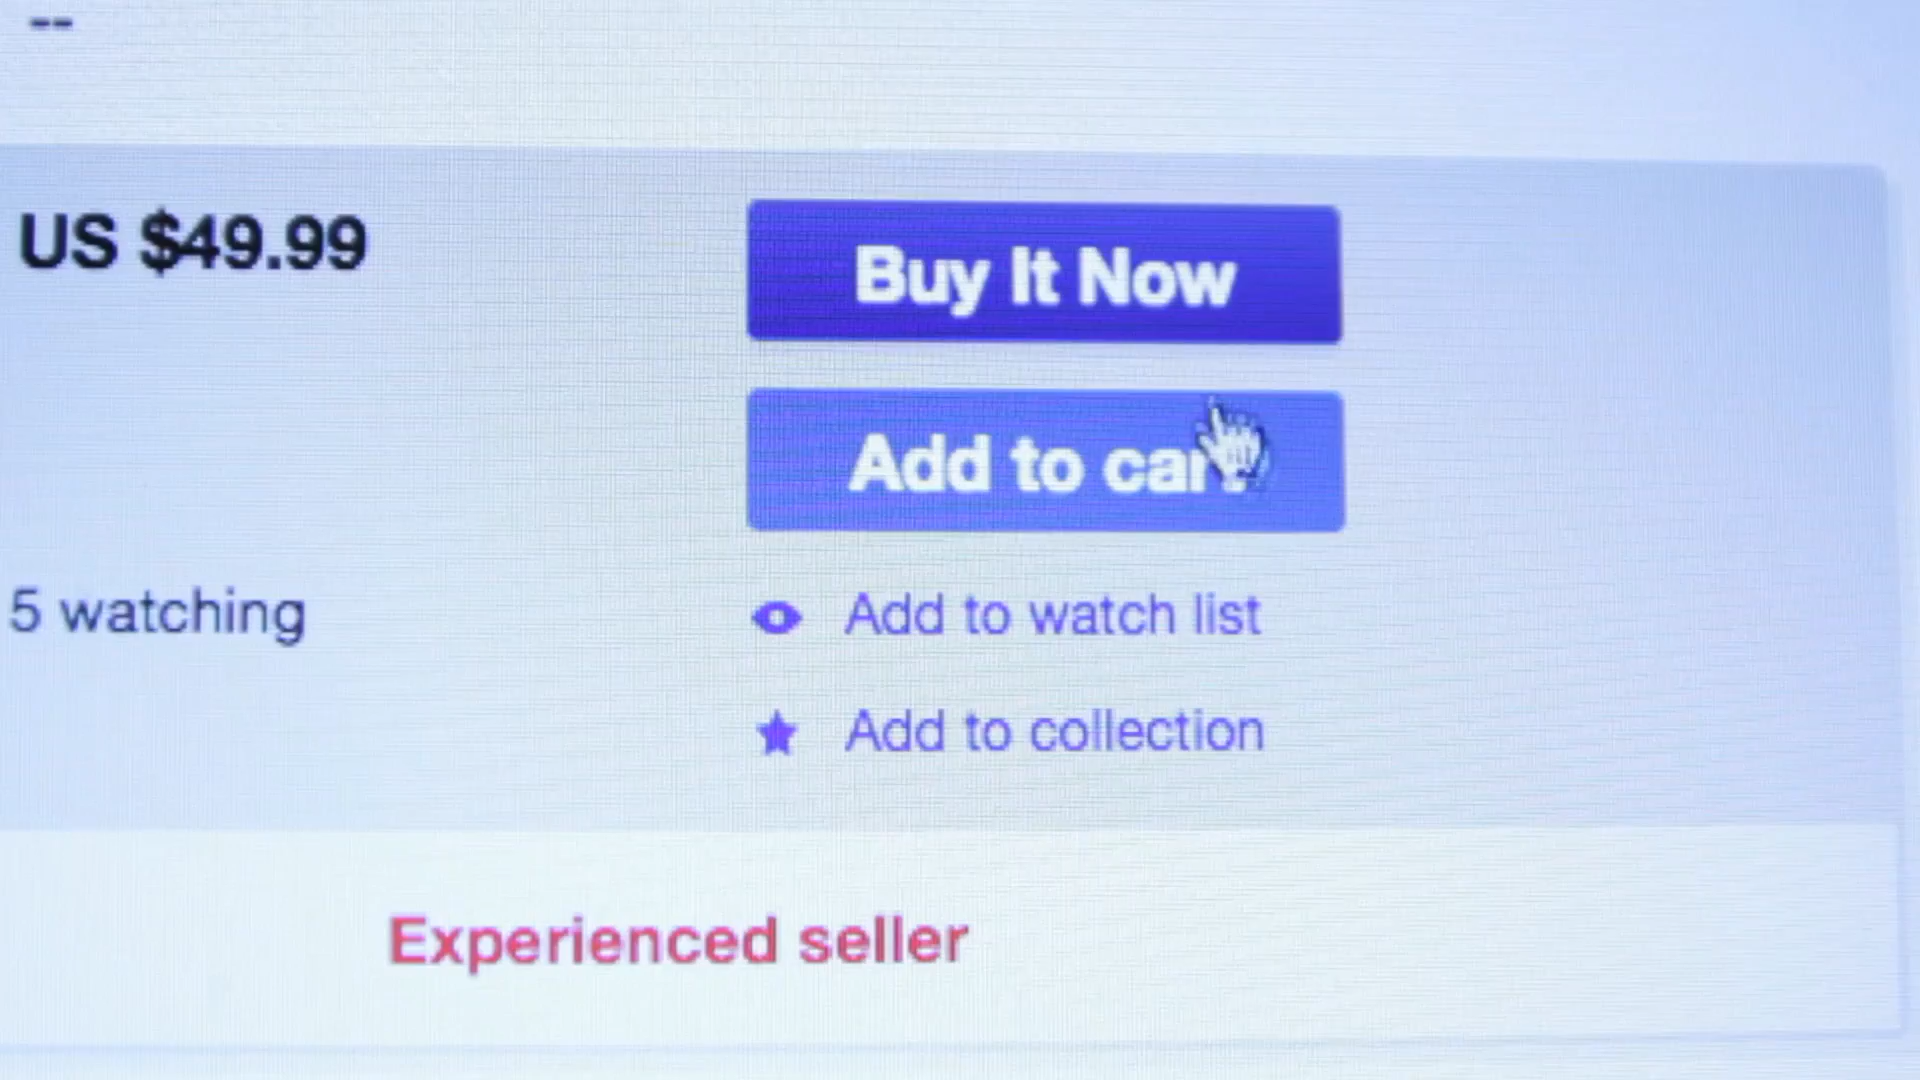 --
US $49.99
Buy It Now
Add to cart
5 watching
Add to watch list
Add to collection
Experienced seller